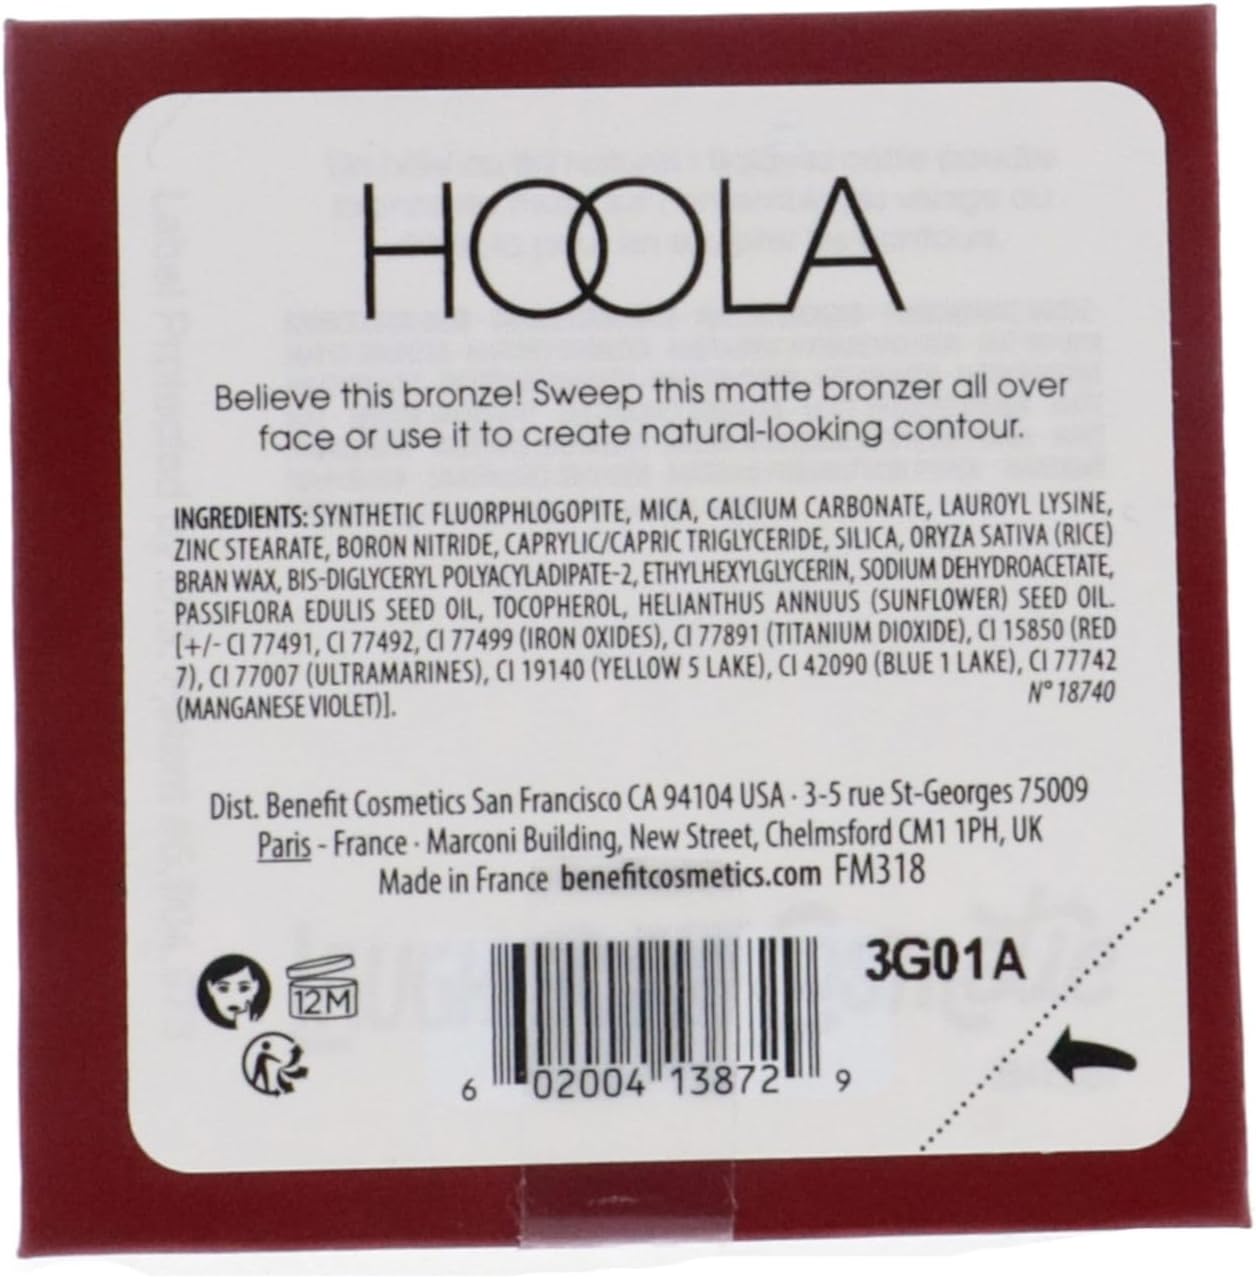 HOOLA
Believe this bronze! Sweep this matte bronzer all over
face or use it to create natural-looking contour.
INGREDIENTS: SYNTHETIC FLUORPHLOGOPITE, MICA, CALCIUM CARBONATE, LAUROYL LYSINE,
ZINC STEARATE, BORON NITRIDE, CAPRYLIC/CAPRIC TRIGLYCERIDE, SILICA, ORYZA SATIVA (RICE)
BRAN WAX, BIS-DIGLYCERYL POLYACYLADIPATE-2, ETHYLHEXYLGLYCERIN, SODIUM DEHYDROACETATE,
PASSIFLORA EDULIS SEED OIL, TOCOPHEROL, HELIANTHUS ANNUUS (SUNFLOWER) SEED OIL.
[+/- CI 77491, CI 77492, CI 77499 (IRON OXIDES), CI 77891 (TITANIUM DIOXIDE), CI 15850 (RED
7), CI 77007 (ULTRAMARINES), CI 19140 (YELLOW 5 LAKE), CI 42090 (BLUE 1 LAKE), CI 77742
(MANGANESE VIOLET)].
N° 18740
Dist. Benefit Cosmetics San Francisco CA 94104 USA · 3-5 rue St-Georges 75009
Paris - France · Marconi Building, New Street, Chelmsford CM1 1PH, UK
Made in France benefitcosmetics.com FM318
3G01A
12M
6 02004 13872 9